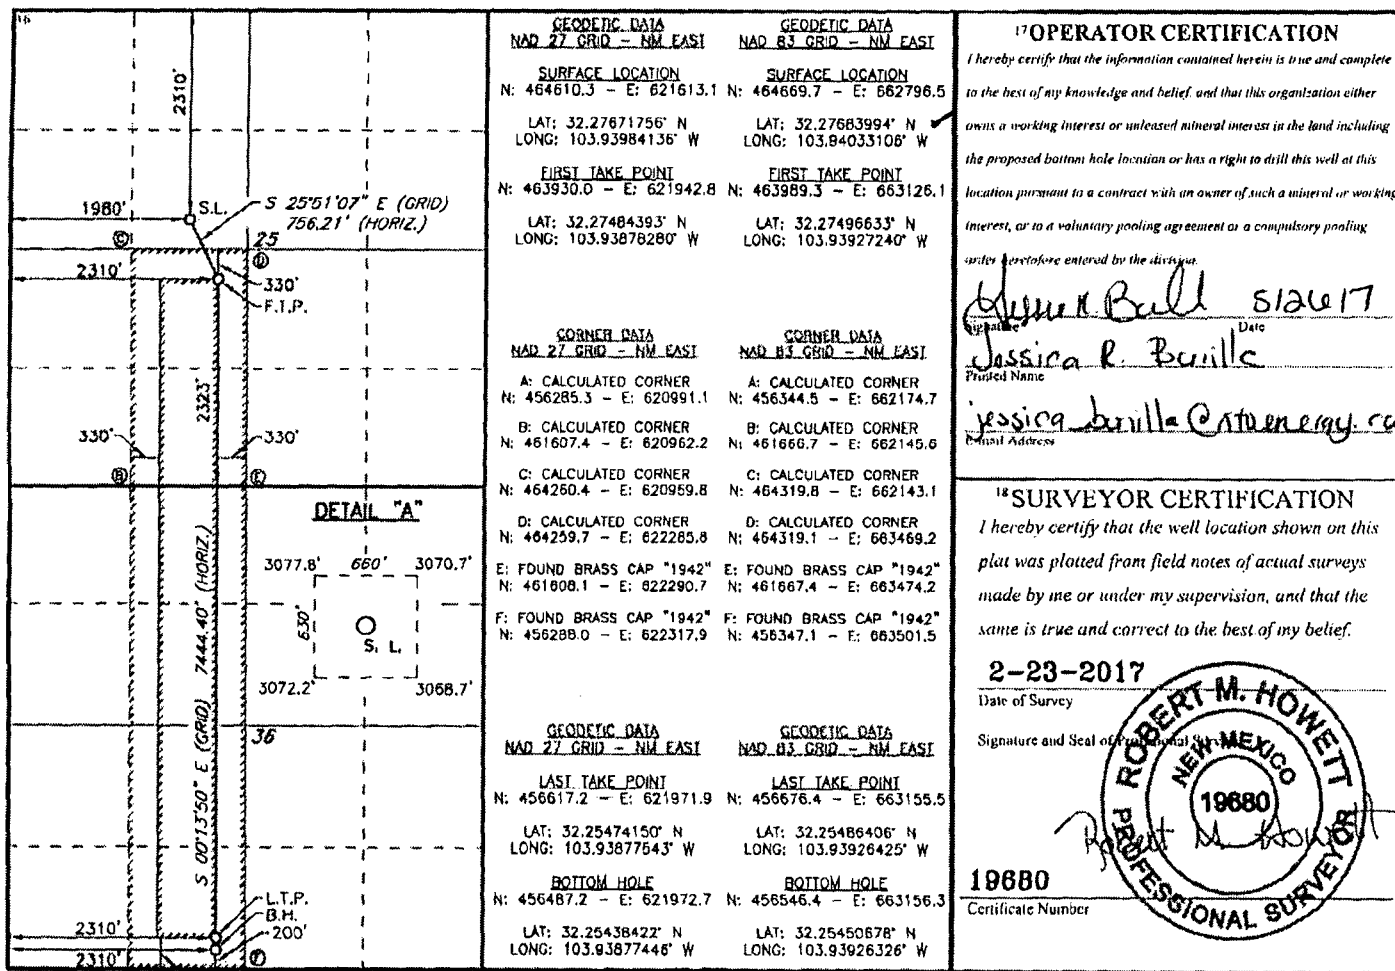 16
2310'
1980'
S.L.
S 25°51'07" E (GRID)
756.21' (HORIZ.)
C
25
D
2310'
330'
F.T.P.
2323'
330'
330'
B
E
DETAIL "A"
3077.8' 660' 3070.7'
630'
S. L.
3072.2' 3068.7'
S 00°13'50" E (GRID) 7444.40' (HORIZ.)
36
L.T.P.
B.H.
2310'
200'
2310'
F
GEODETIC DATA
NAD 27 GRID - NM EAST
SURFACE LOCATION
N: 464610.3 - E: 621613.1
LAT: 32.27671756° N
LONG: 103.93984136° W
FIRST TAKE POINT
N: 463930.0 - E: 621942.8
LAT: 32.27484393° N
LONG: 103.93878280° W
CORNER DATA
NAD 27 GRID - NM EAST
A: CALCULATED CORNER
N: 456285.3 - E: 620991.1
B: CALCULATED CORNER
N: 461607.4 - E: 620962.2
C: CALCULATED CORNER
N: 464260.4 - E: 620959.8
D: CALCULATED CORNER
N: 464259.7 - E: 622285.8
E: FOUND BRASS CAP "1942"
N: 461608.1 - E: 622290.7
F: FOUND BRASS CAP "1942"
N: 456288.0 - E: 622317.9
GEODETIC DATA
NAD 27 GRID - NM EAST
LAST TAKE POINT
N: 456617.2 - E: 621971.9
LAT: 32.25474150° N
LONG: 103.93877543° W
BOTTOM HOLE
N: 456487.2 - E: 621972.7
LAT: 32.25438422° N
LONG: 103.93877446° W
GEODETIC DATA
NAD 83 GRID - NM EAST
SURFACE LOCATION
N: 464669.7 - E: 662796.5
LAT: 32.27683994° N
LONG: 103.94033106° W
FIRST TAKE POINT
N: 463989.3 - E: 663126.1
LAT: 32.27496633° N
LONG: 103.93927240° W
CORNER DATA
NAD 83 GRID - NM EAST
A: CALCULATED CORNER
N: 456344.5 - E: 662174.7
B: CALCULATED CORNER
N: 461666.7 - E: 662145.6
C: CALCULATED CORNER
N: 464319.8 - E: 662143.1
D: CALCULATED CORNER
N: 464319.1 - E: 663469.2
E: FOUND BRASS CAP "1942"
N: 461667.4 - E: 663474.2
F: FOUND BRASS CAP "1942"
N: 456347.1 - E: 663501.5
GEODETIC DATA
NAD 83 GRID - NM EAST
LAST TAKE POINT
N: 456676.4 - E: 663155.5
LAT: 32.25486406° N
LONG: 103.93926425° W
BOTTOM HOLE
N: 456546.4 - E: 663156.3
LAT: 32.25450678° N
LONG: 103.93926326° W
17 OPERATOR CERTIFICATION
I hereby certify that the information contained herein is true and complete
to the best of my knowledge and belief, and that this organization either
owns a working interest or unleased mineral interest in the land including
the proposed bottom hole location or has a right to drill this well at this
location pursuant to a contract with an owner of such a mineral or working
interest, or to a voluntary pooling agreement or a compulsory pooling
order heretofore entered by the division.
Signature Date
Jessica R.
Printed Name
E-mail Address
18 SURVEYOR CERTIFICATION
I hereby certify that the well location shown on this
plat was plotted from field notes of actual surveys
made by me or under my supervision, and that the
same is true and correct to the best of my belief.
2-23-2017
Date of Survey
Signature and Seal of Professional Surveyor
ROBERT M. HOWETT
NEW MEXICO
19680
PROFESSIONAL SURVEYOR
Robert M Howett
19680
Certificate Number